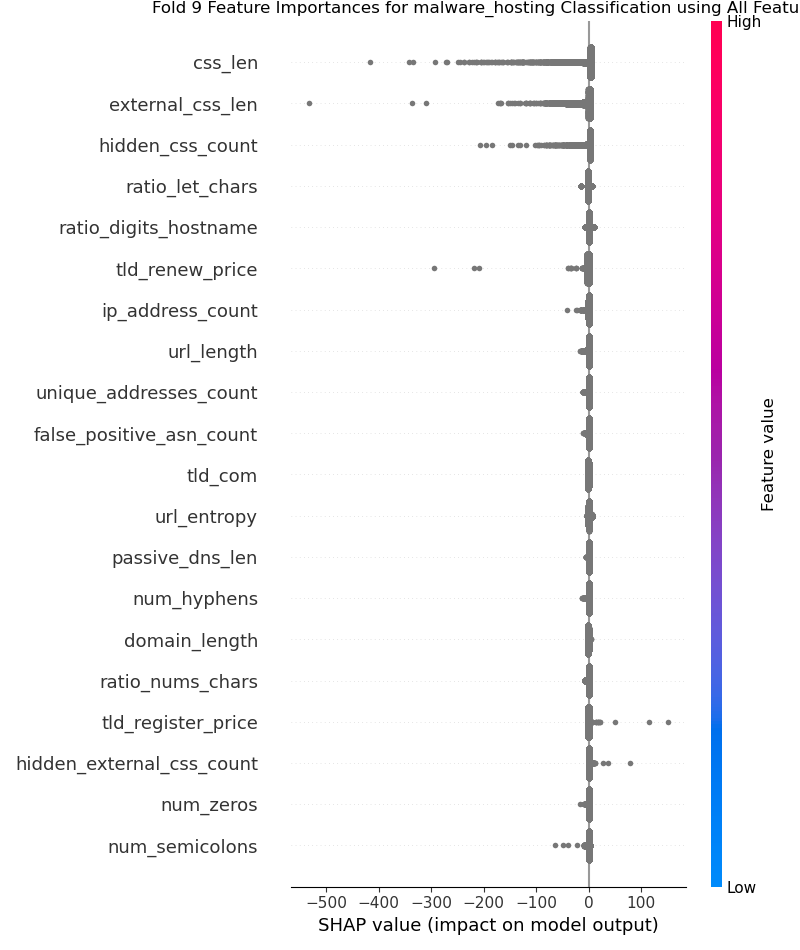 Fold 9 Feature Importances for malware_hosting Classification using All Featu
High
css_len
external_css_len
hidden_css_count
ratio_let_chars
ratio_digits_hostname
tld_renew_price
ip_address_count
url_length
unique_addresses_count
false_positive_asn_count
tld_com
url_entropy
passive_dns_len
num_hyphens
domain_length
ratio_nums_chars
tld_register_price
hidden_external_css_count
num_zeros
num_semicolons
Feature value
Low
−500 −400 −300 −200 −100 0 100
SHAP value (impact on model output)